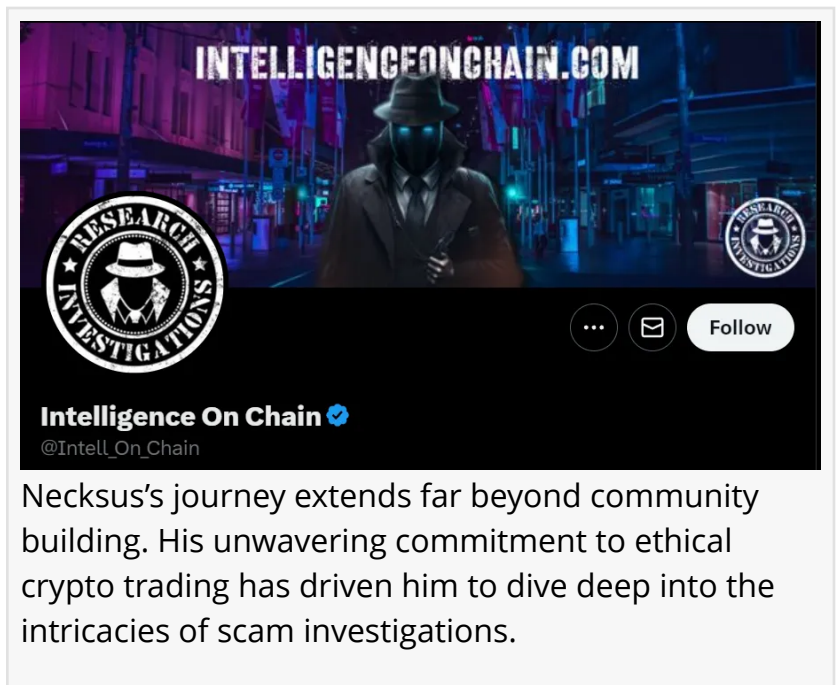 INTELLIGENCEONCHAIN.COM
RESEARCH
INVESTIGATIONS
RESEARCH
INVESTIGATIONS
Follow
Intelligence On Chain
@Intell_On_Chain
Necksus’s journey extends far beyond community
building. His unwavering commitment to ethical
crypto trading has driven him to dive deep into the
intricacies of scam investigations.